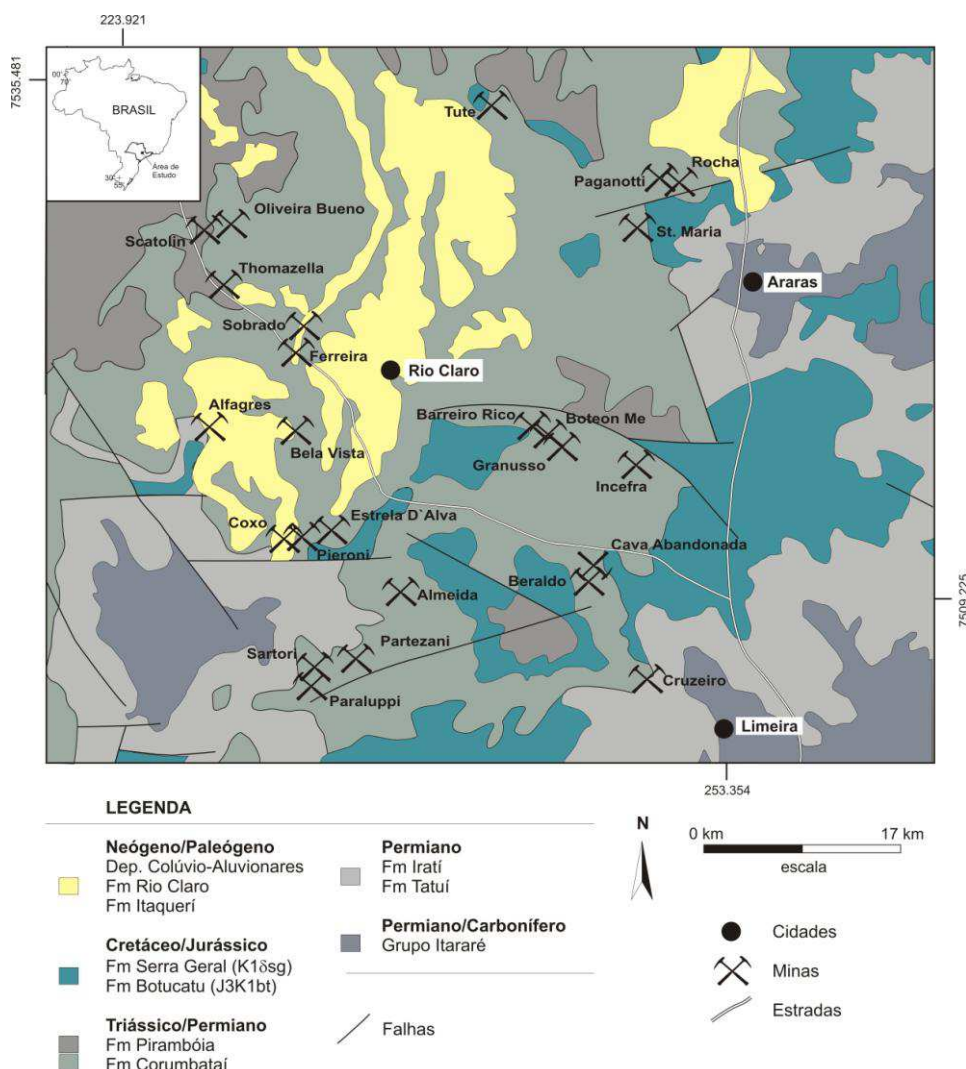 223.921
7535.481
00°
70°
BRASIL
Área de
Estudo
30°
55°
Tute
Rocha
Paganotti
Oliveira Bueno
St. Maria
Scatolin
Thomazella
Araras
Sobrado
Ferreira
Rio Claro
Alfagres
Barreiro Rico
Boteon Me
Bela Vista
Granusso
Incefra
Estrela D`Alva
Coxo
Cava Abandonada
Pieroni
Beraldo
Almeida
7509.225
Partezani
Sartori
Cruzeiro
Paraluppi
Limeira
253.354
LEGENDA
Neógeno/Paleógeno
Dep. Colúvio-Aluvionares
Fm Rio Claro
Fm Itaquerí
Cretáceo/Jurássico
Fm Serra Geral (K1δsg)
Fm Botucatu (J3K1bt)
Triássico/Permiano
Fm Pirambóia
Fm Corumbataí
Permiano
Fm Iratí
Fm Tatuí
Permiano/Carbonífero
Grupo Itararé
Falhas
N
0 km 17 km
escala
Cidades
Minas
Estradas